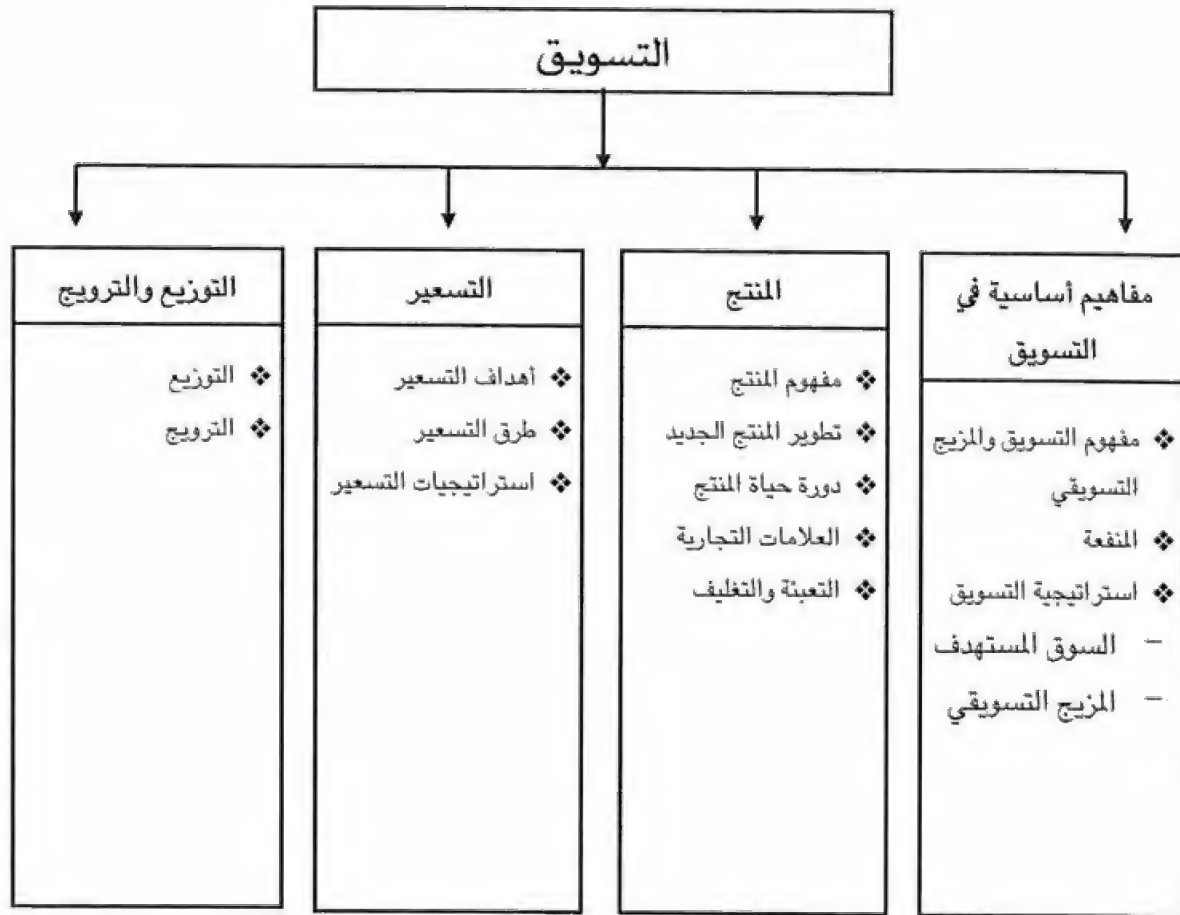 التسويق
مفاهيم أساسية في
التسويق
❖ مفهوم التسويق والمزيج
التسويقي
❖ المنفعة
❖ استراتيجية التسويق
– السوق المستهدف
– المزيج التسويقي
المنتج
❖ مفهوم المنتج
❖ تطوير المنتج الجديد
❖ دورة حياة المنتج
❖ العلامات التجارية
❖ التعبئة والتغليف
التسعير
❖ أهداف التسعير
❖ طرق التسعير
❖ استراتيجيات التسعير
التوزيع والترويج
❖ التوزيع
❖ الترويج